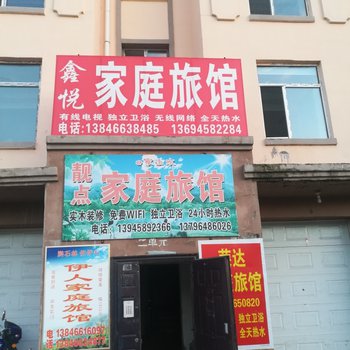 鑫悦 家庭旅馆
有线电视 独立卫浴 无线网络 全天热水
电话:13846638485 13694582284
靓点 家庭旅馆
实木装修 免费WIFI 独立卫浴 24小时热水
电话:13945892366 13796486026
二单元
伊人家庭旅馆
达
旅馆
650820
独立卫浴
全天热水